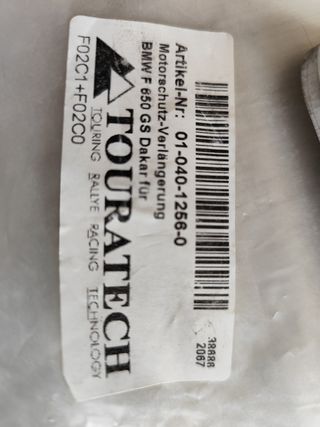 Artikel-Nr: 01-040-1256-0
Motorschutz-Verlängerung
BMW F 650 GS Dakar für
TOURATECH
TOURING RALLYE RACING TECHNOLOGY
F02C1+F02C0
38686
2067